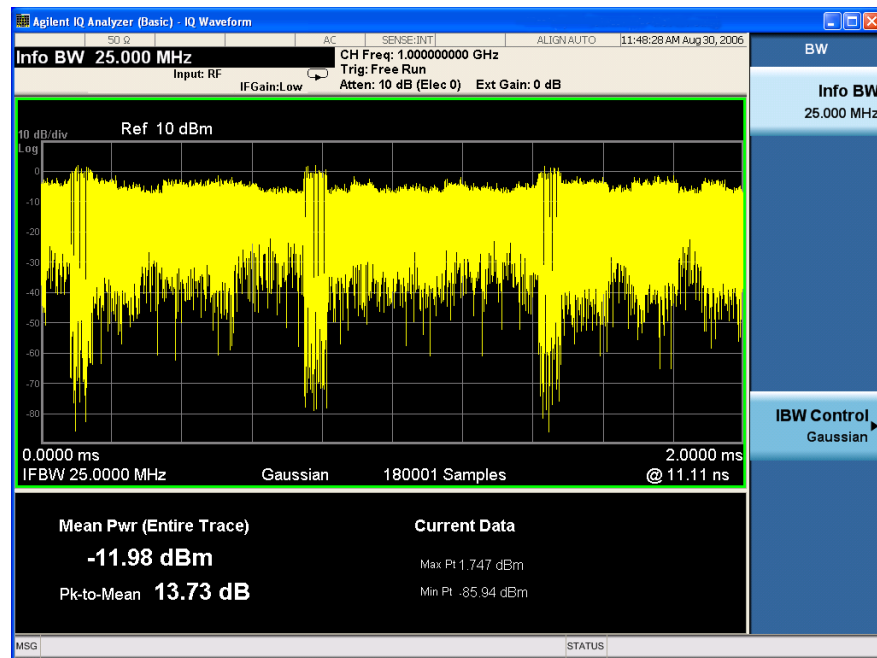 Agilent IQ Analyzer (Basic) - IQ Waveform
50 Ω AC SENSE:INT ALIGN AUTO 11:48:28 AM Aug 30, 2006
BW
Info BW 25.000 MHz
CH Freq: 1.000000000 GHz
Input: RF
Trig: Free Run
IFGain:Low
Atten: 10 dB (Elec 0) Ext Gain: 0 dB
Info BW
25.000 MHz
10 dB/div
Ref 10 dBm
Log
0
-10
-20
-30
-40
-50
-60
-70
-80
IBW Control
Gaussian
0.0000 ms 2.0000 ms
IFBW 25.0000 MHz Gaussian 180001 Samples @ 11.11 ns
Mean Pwr (Entire Trace)
-11.98 dBm
Pk-to-Mean 13.73 dB
Current Data
Max Pt 1.747 dBm
Min Pt -85.94 dBm
MSG STATUS